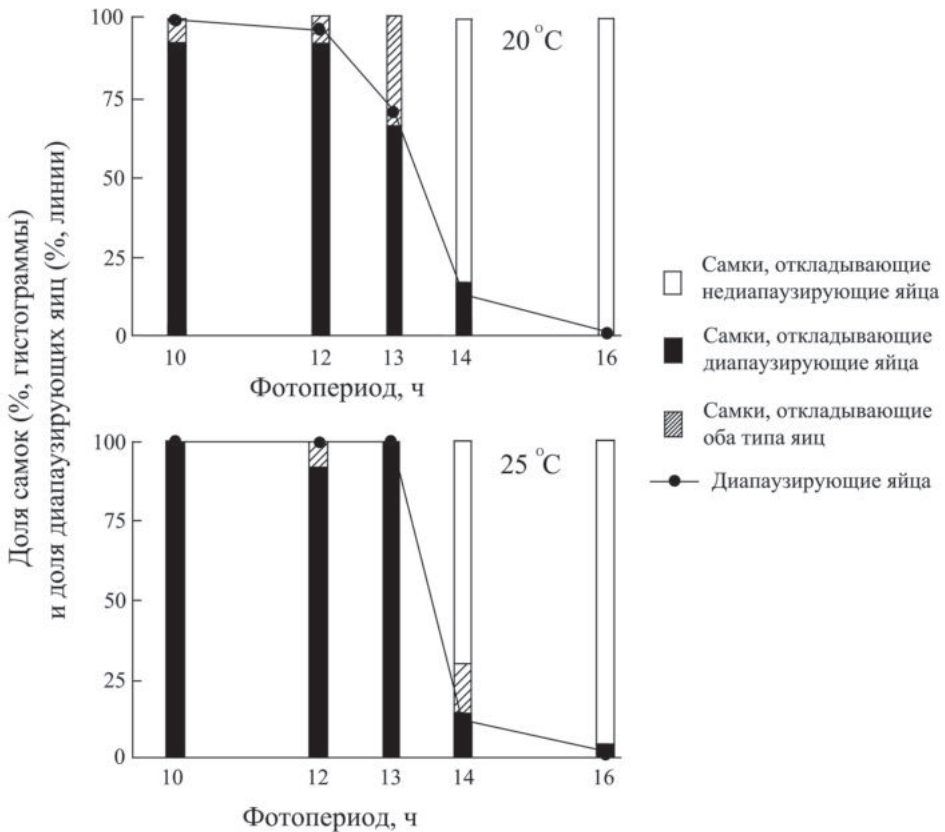 Доля самок (%, гистограммы)
и доля диапаузирующих яиц (%, линии)
100
75
50
25
0
20 °C
10
12
13
14
16
Фотопериод, ч
100
75
50
25
0
25 °C
10
12
13
14
16
Фотопериод, ч
Самки, откладывающие
недиапаузирующие яйца
Самки, откладывающие
диапаузирующие яйца
Самки, откладывающие
оба типа яиц
Диапаузирующие яйца